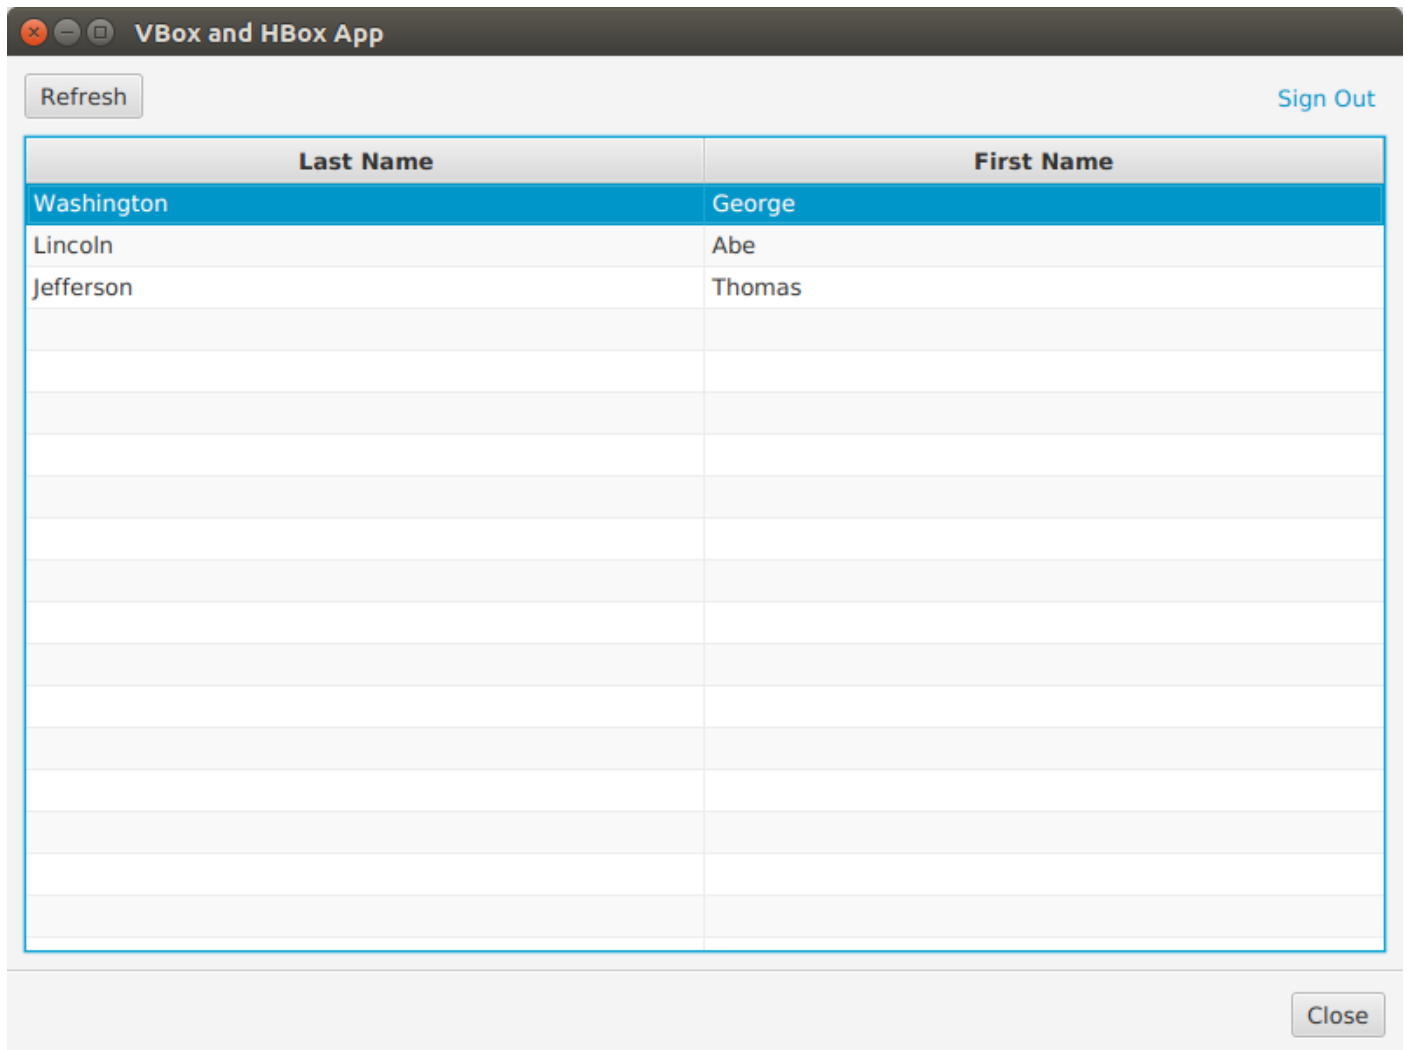 VBox and HBox App
Refresh Sign Out
Last Name First Name
Washington George
Lincoln Abe
Jefferson Thomas
Close